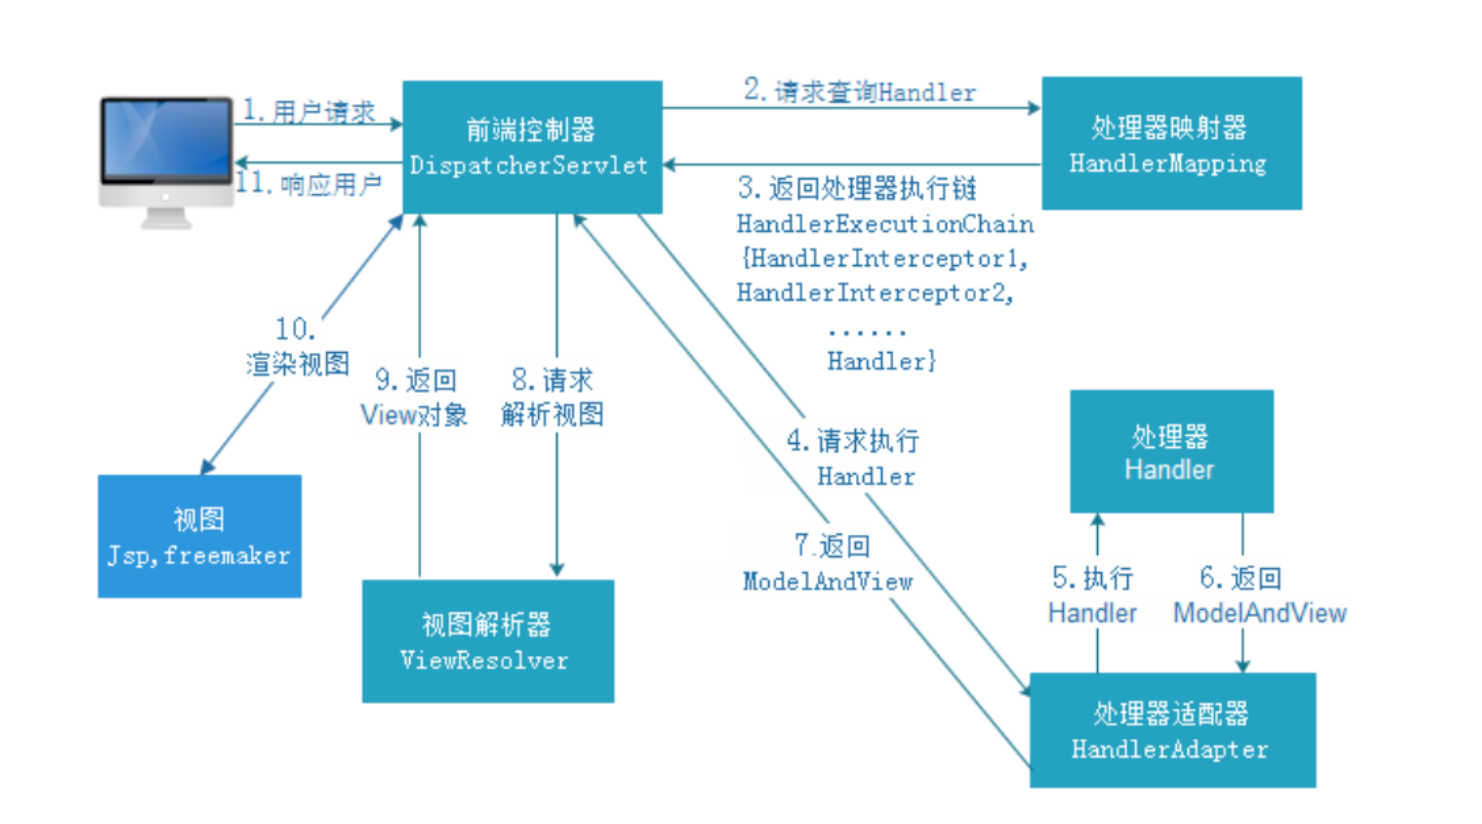 1.用户请求
11.响应用户
前端控制器
DispatcherServlet
2.请求查询Handler
处理器映射器
HandlerMapping
3.返回处理器执行链
HandlerExecutionChain
{HandlerInterceptor1,
HandlerInterceptor2,
......
Handler}
10.
渲染视图
9.返回
View对象
8.请求
解析视图
4.请求执行
Handler
处理器
Handler
视图
Jsp,freemaker
7.返回
ModelAndView
5.执行
Handler
6.返回
ModelAndView
视图解析器
ViewResolver
处理器适配器
HandlerAdapter